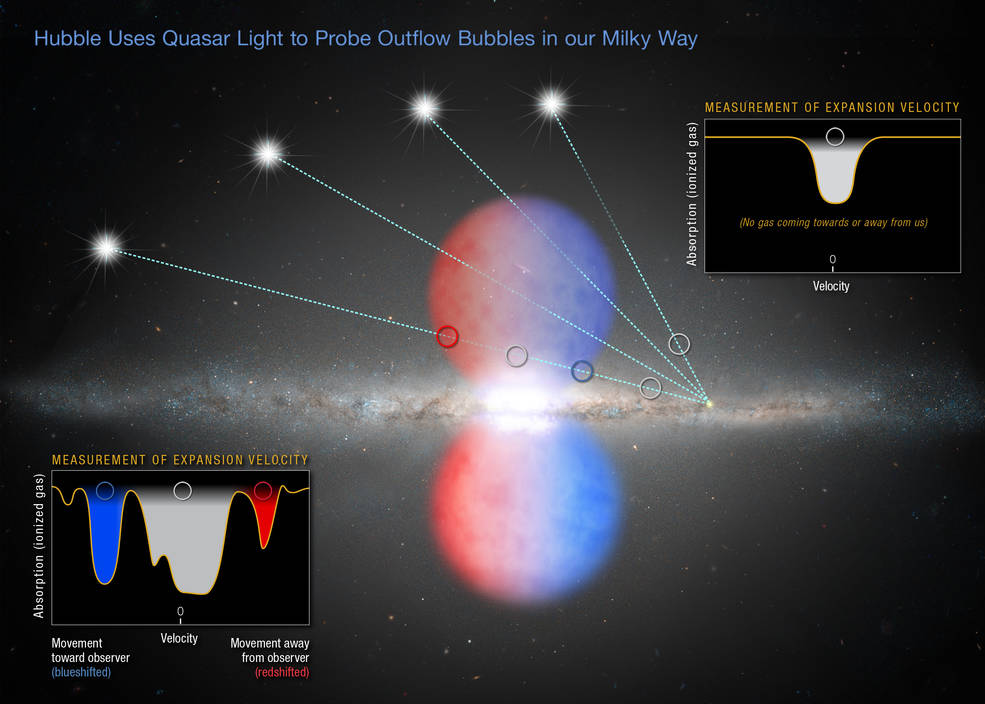 Hubble Uses Quasar Light to Probe Outflow Bubbles in our Milky Way
MEASUREMENT OF EXPANSION VELOCITY
Absorption (ionized gas)
(No gas coming towards or away from us)
0
Velocity
MEASUREMENT OF EXPANSION VELOCITY
Absorption (ionized gas)
0
Velocity
Movement
toward observer
(blueshifted)
Movement away
from observer
(redshifted)